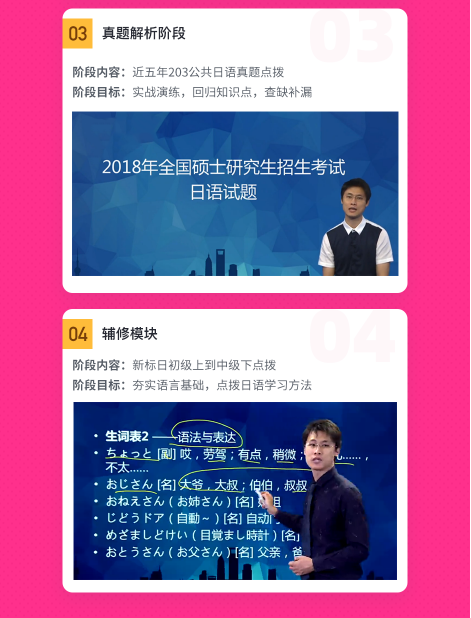 03 真题解析阶段
03
阶段内容：近五年203公共日语真题点拨
阶段目标：实战演练，回归知识点，查缺补漏
2018年全国硕士研究生招生考试
日语试题
04 辅修模块
04
阶段内容：新标日初级上到中级下点拨
阶段目标：夯实语言基础，点拨日语学习方法
• 生词表2 ——语法与表达
• ちょっと [副] 哎，劳驾；有点，稍微；
不太……
• おじさん [名] 大爷，大叔；伯伯，叔叔
• おねえさん（お姉さん）[名]
• じどうドア（自動～）[名] 自动
• めざましどけい（目覚まし時計）[名]
• おとうさん（お父さん）[名] 父亲，爸